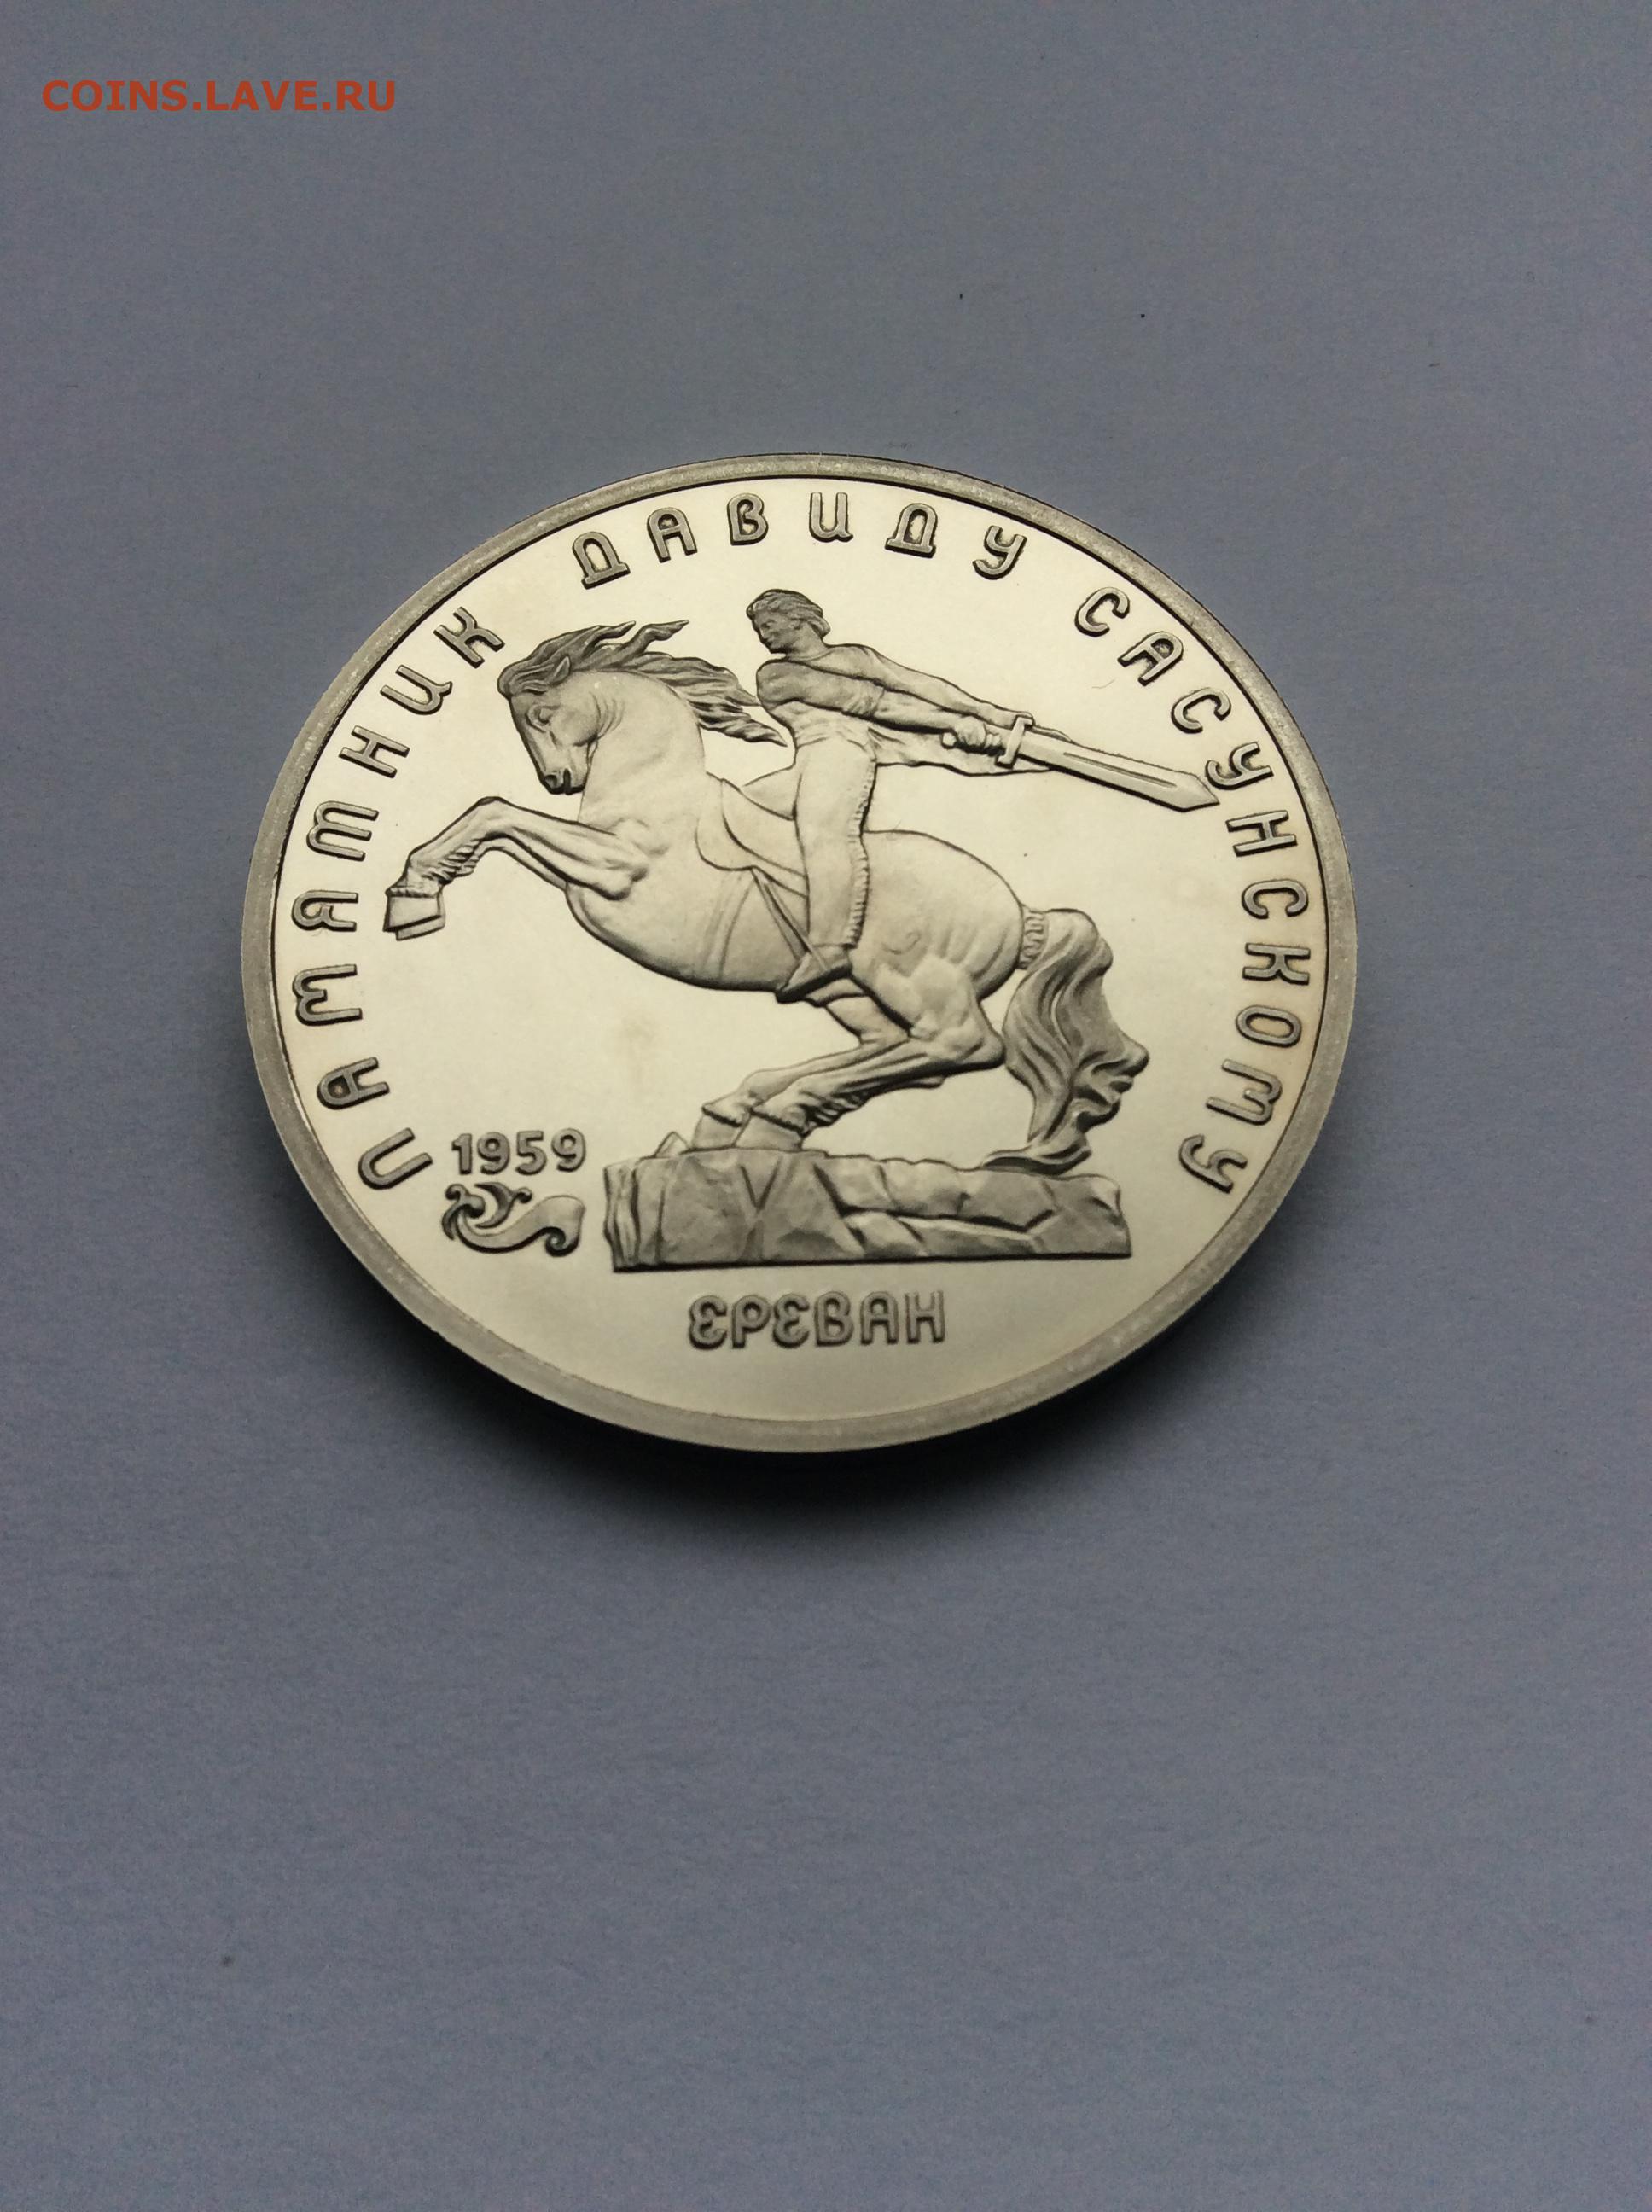 COINS.LAVE.RU
ПАМЯТНИК ДАВИДУ САСУНСКОМУ
1959
ЕРЕВАН